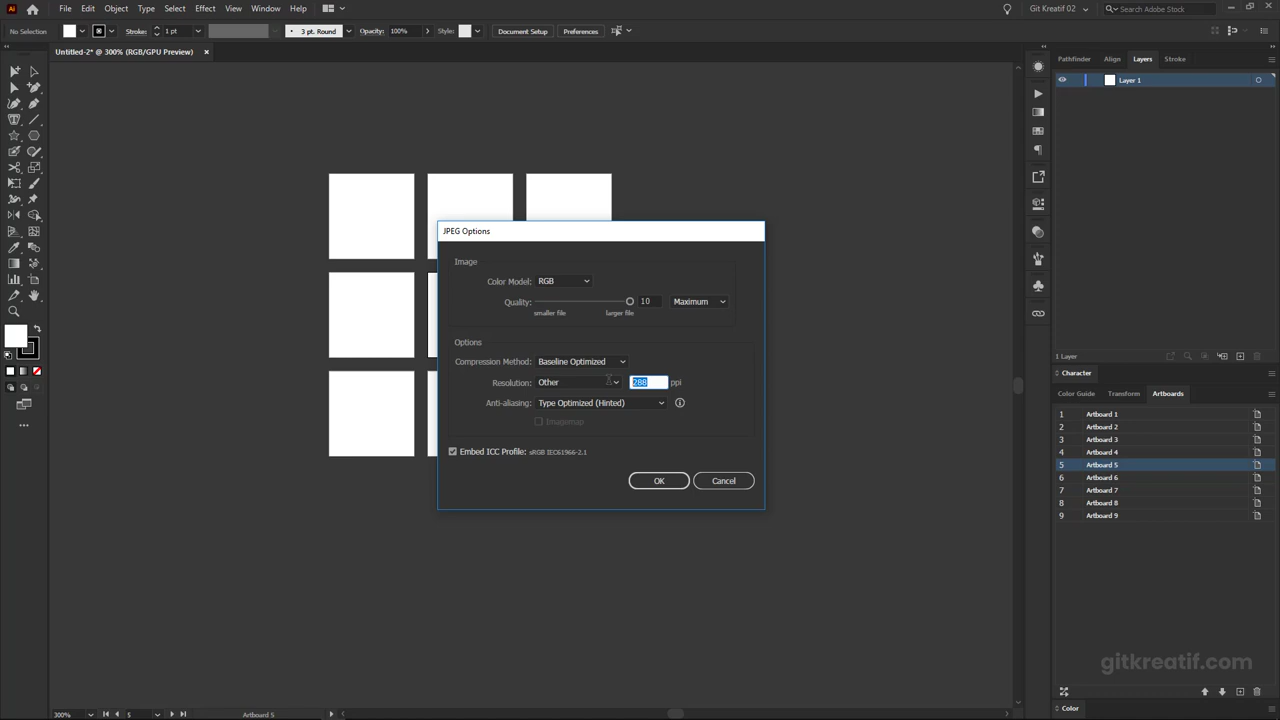 Ai File Edit Object Type Select Effect View Window Help Git Kreatif 02 Search Adobe Stock
No Selection Stroke: 1 pt 3 pt. Round Opacity: 100% Style: Document Setup Preferences
Untitled-2* @ 300% (RGB/GPU Preview) ×
Pathfinder Align Layers Stroke
Layer 1
JPEG Options
Image
Color Model: RGB
Quality: 10 Maximum
smaller file larger file
Options
Compression Method: Baseline Optimized
Resolution: Other 288 ppi
Anti-aliasing: Type Optimized (Hinted)
Imagemap
Embed ICC Profile: sRGB IEC61966-2.1
OK Cancel
1 Layer
Character
Color Guide Transform Artboards
1 Artboard 1
2 Artboard 2
3 Artboard 3
4 Artboard 4
5 Artboard 5
6 Artboard 6
7 Artboard 7
8 Artboard 8
9 Artboard 9
gitkreatif.com
Color
300% 5 Artboard 5